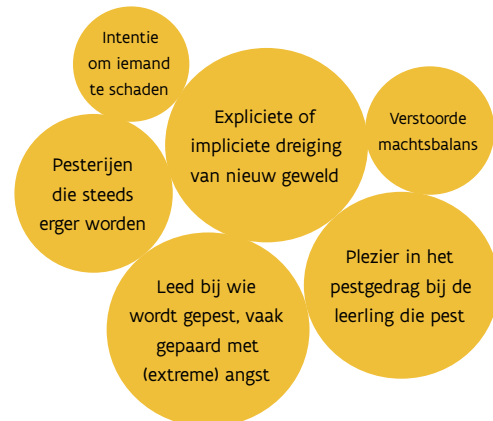 Intentie
om iemand
te schaden
Expliciete of
impliciete dreiging
van nieuw geweld
Verstoorde
machtsbalans
Pesterijen
die steeds
erger worden
Leed bij wie
wordt gepest, vaak
gepaard met
(extreme) angst
Plezier in het
pestgedrag bij de
leerling die pest